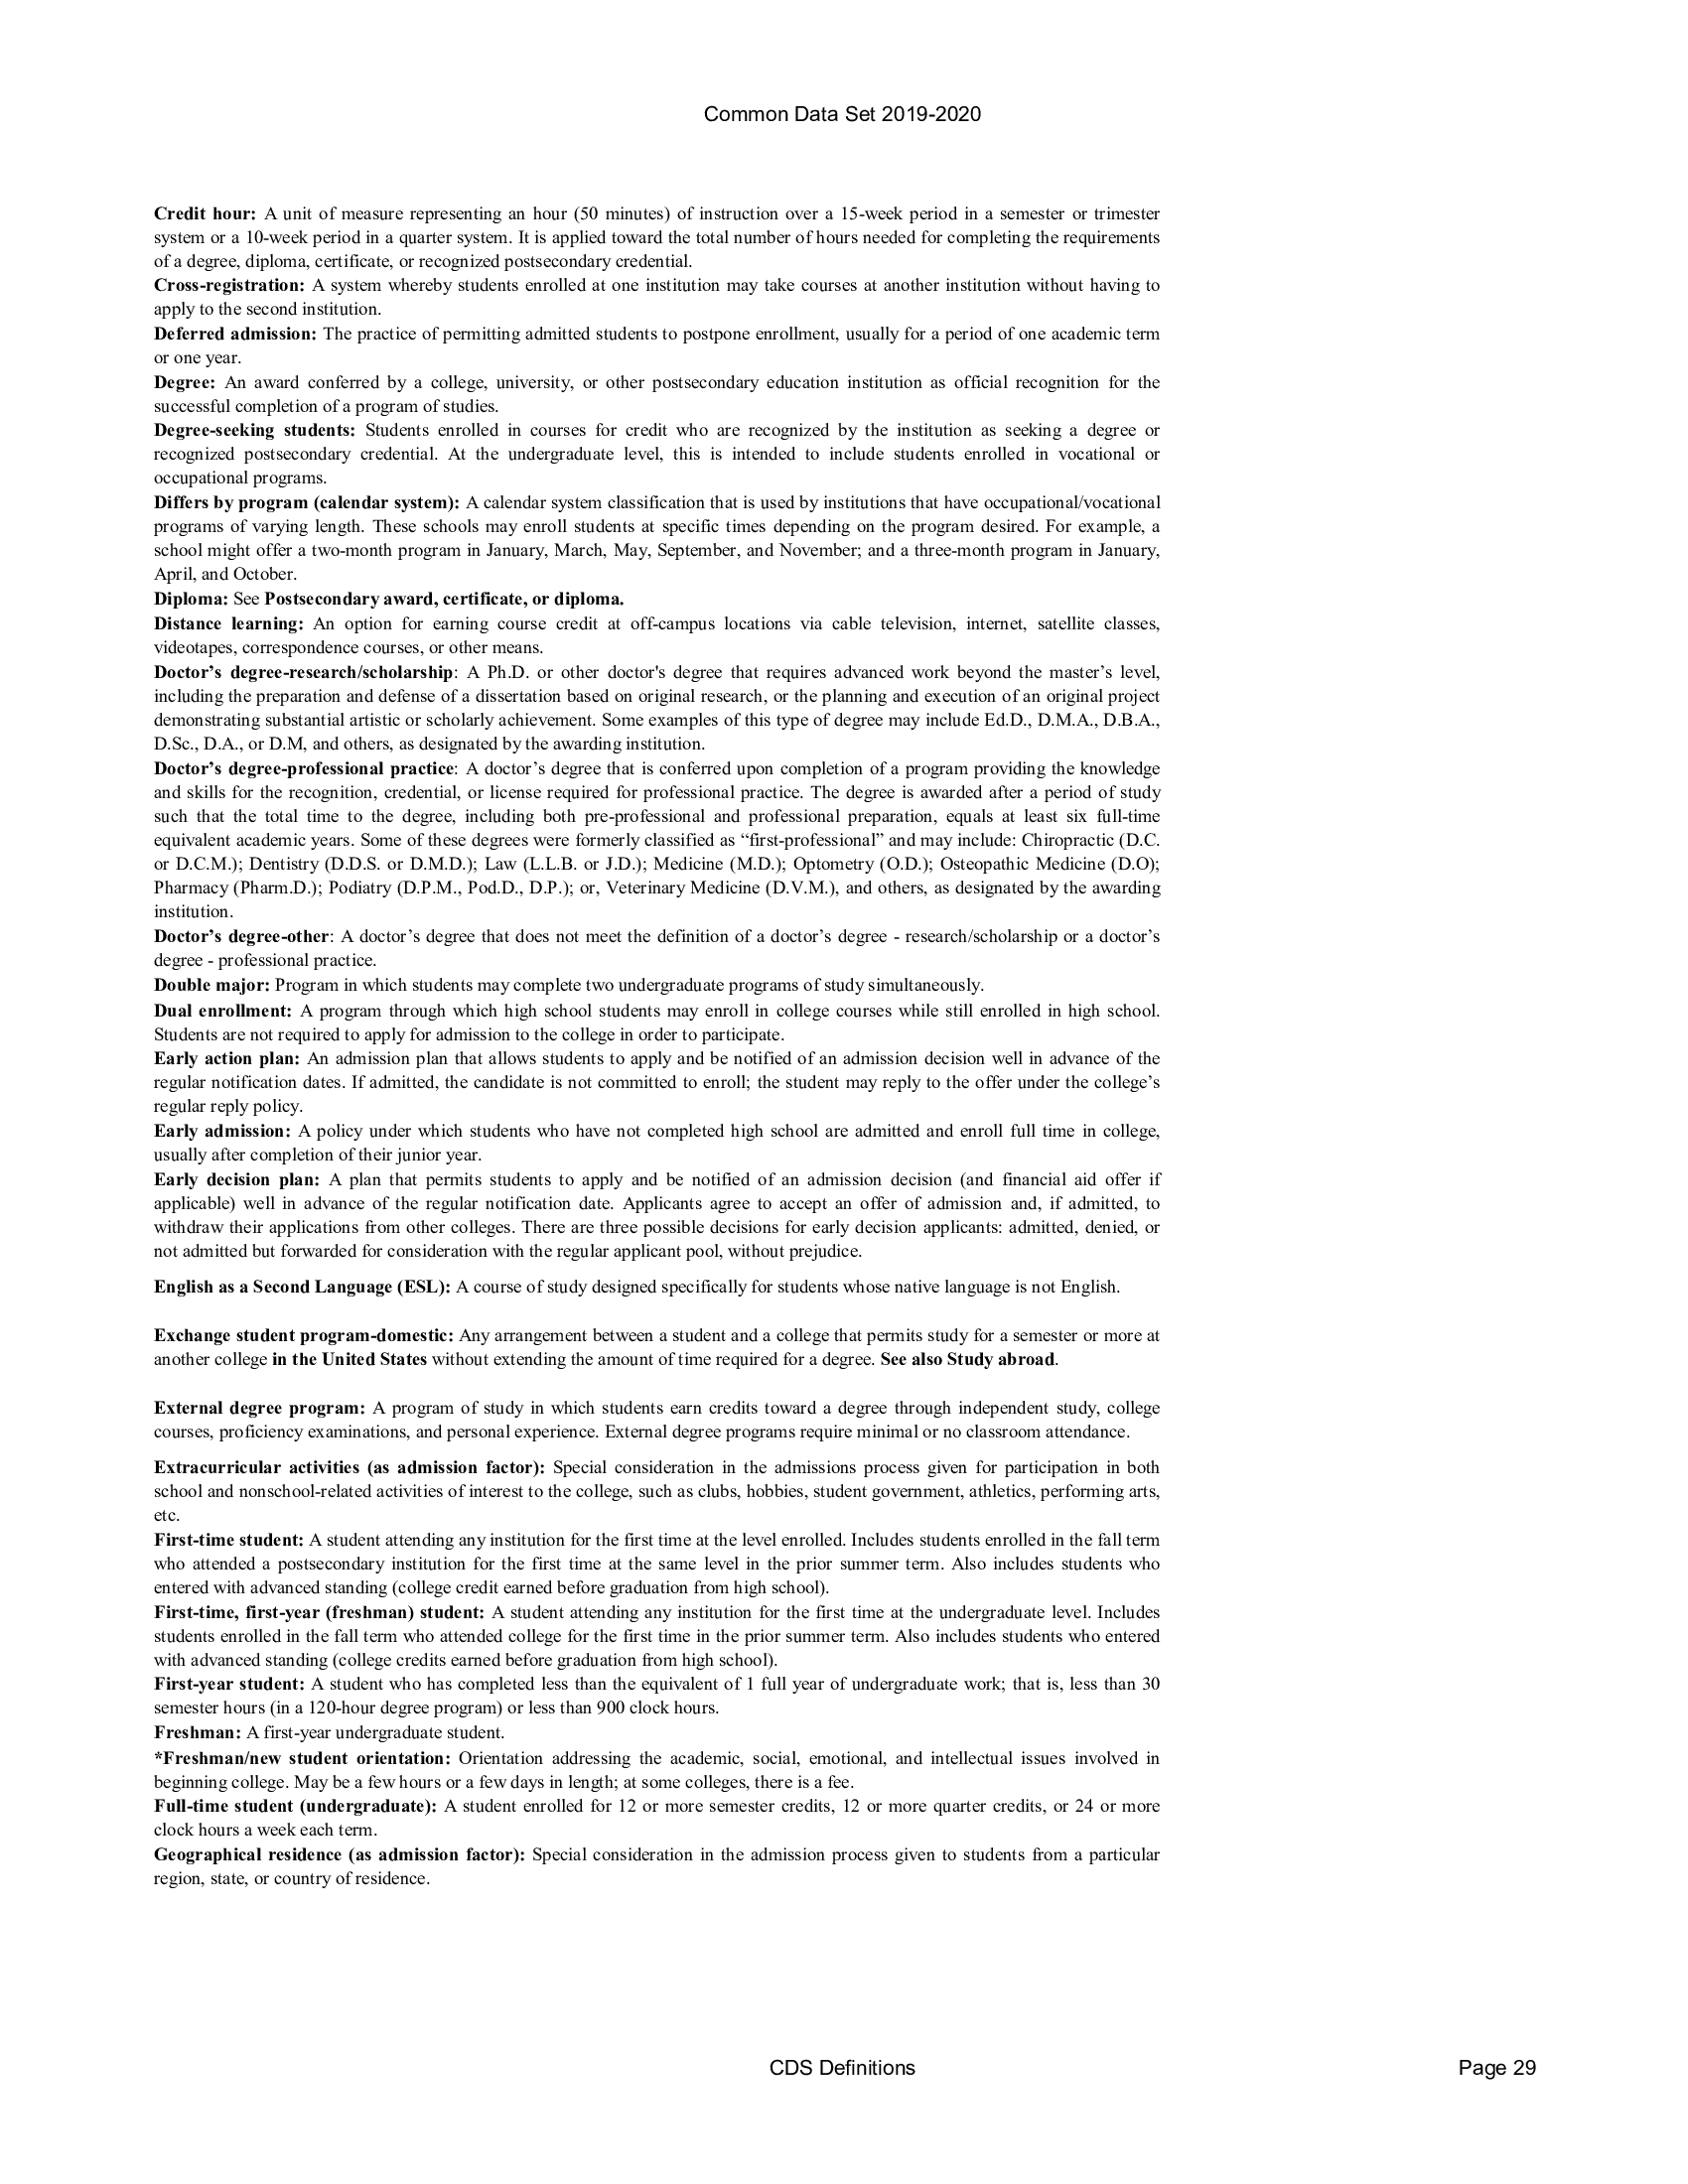 Common Data Set 2019-2020
Credit hour: A unit of measure representing an hour (50 minutes) of instruction over a 15-week period in a semester or trimester
system or a 10-week period in a quarter system. It is applied toward the total number of hours needed for completing the requirements
of a degree, diploma, certificate, or recognized postsecondary credential.
Cross-registration: A system whereby students enrolled at one institution may take courses at another institution without having to
apply to the second institution.
Deferred admission: The practice of permitting admitted students to postpone enrollment, usually for a period of one academic term
or one year.
Degree: An award conferred by a college, university, or other postsecondary education institution as official recognition for the
successful completion of a program of studies.
Degree-seeking students: Students enrolled in courses for credit who are recognized by the institution as seeking a degree or
recognized postsecondary credential. At the undergraduate level, this is intended to include students enrolled in vocational or
occupational programs.
Differs by program (calendar system): A calendar system classification that is used by institutions that have occupational/vocational
programs of varying length. These schools may enroll students at specific times depending on the program desired. For example, a
school might offer a two-month program in January, March, May, September, and November; and a three-month program in January,
April, and October.
Diploma: See Postsecondary award, certificate, or diploma.
Distance learning: An option for earning course credit at off-campus locations via cable television, internet, satellite classes,
videotapes, correspondence courses, or other means.
Doctor’s degree-research/scholarship: A Ph.D. or other doctor's degree that requires advanced work beyond the master’s level,
including the preparation and defense of a dissertation based on original research, or the planning and execution of an original project
demonstrating substantial artistic or scholarly achievement. Some examples of this type of degree may include Ed.D., D.M.A., D.B.A.,
D.Sc., D.A., or D.M, and others, as designated by the awarding institution.
Doctor’s degree-professional practice: A doctor’s degree that is conferred upon completion of a program providing the knowledge
and skills for the recognition, credential, or license required for professional practice. The degree is awarded after a period of study
such that the total time to the degree, including both pre-professional and professional preparation, equals at least six full-time
equivalent academic years. Some of these degrees were formerly classified as “first-professional” and may include: Chiropractic (D.C.
or D.C.M.); Dentistry (D.D.S. or D.M.D.); Law (L.L.B. or J.D.); Medicine (M.D.); Optometry (O.D.); Osteopathic Medicine (D.O);
Pharmacy (Pharm.D.); Podiatry (D.P.M., Pod.D., D.P.); or, Veterinary Medicine (D.V.M.), and others, as designated by the awarding
institution.
Doctor’s degree-other: A doctor’s degree that does not meet the definition of a doctor’s degree - research/scholarship or a doctor’s
degree - professional practice.
Double major: Program in which students may complete two undergraduate programs of study simultaneously.
Dual enrollment: A program through which high school students may enroll in college courses while still enrolled in high school.
Students are not required to apply for admission to the college in order to participate.
Early action plan: An admission plan that allows students to apply and be notified of an admission decision well in advance of the
regular notification dates. If admitted, the candidate is not committed to enroll; the student may reply to the offer under the college’s
regular reply policy.
Early admission: A policy under which students who have not completed high school are admitted and enroll full time in college,
usually after completion of their junior year.
Early decision plan: A plan that permits students to apply and be notified of an admission decision (and financial aid offer if
applicable) well in advance of the regular notification date. Applicants agree to accept an offer of admission and, if admitted, to
withdraw their applications from other colleges. There are three possible decisions for early decision applicants: admitted, denied, or
not admitted but forwarded for consideration with the regular applicant pool, without prejudice.
English as a Second Language (ESL): A course of study designed specifically for students whose native language is not English.
Exchange student program-domestic: Any arrangement between a student and a college that permits study for a semester or more at
another college in the United States without extending the amount of time required for a degree. See also Study abroad.
External degree program: A program of study in which students earn credits toward a degree through independent study, college
courses, proficiency examinations, and personal experience. External degree programs require minimal or no classroom attendance.
Extracurricular activities (as admission factor): Special consideration in the admissions process given for participation in both
school and nonschool-related activities of interest to the college, such as clubs, hobbies, student government, athletics, performing arts,
etc.
First-time student: A student attending any institution for the first time at the level enrolled. Includes students enrolled in the fall term
who attended a postsecondary institution for the first time at the same level in the prior summer term. Also includes students who
entered with advanced standing (college credit earned before graduation from high school).
First-time, first-year (freshman) student: A student attending any institution for the first time at the undergraduate level. Includes
students enrolled in the fall term who attended college for the first time in the prior summer term. Also includes students who entered
with advanced standing (college credits earned before graduation from high school).
First-year student: A student who has completed less than the equivalent of 1 full year of undergraduate work; that is, less than 30
semester hours (in a 120-hour degree program) or less than 900 clock hours.
Freshman: A first-year undergraduate student.
*Freshman/new student orientation: Orientation addressing the academic, social, emotional, and intellectual issues involved in
beginning college. May be a few hours or a few days in length; at some colleges, there is a fee.
Full-time student (undergraduate): A student enrolled for 12 or more semester credits, 12 or more quarter credits, or 24 or more
clock hours a week each term.
Geographical residence (as admission factor): Special consideration in the admission process given to students from a particular
region, state, or country of residence.
CDS Definitions
Page 29